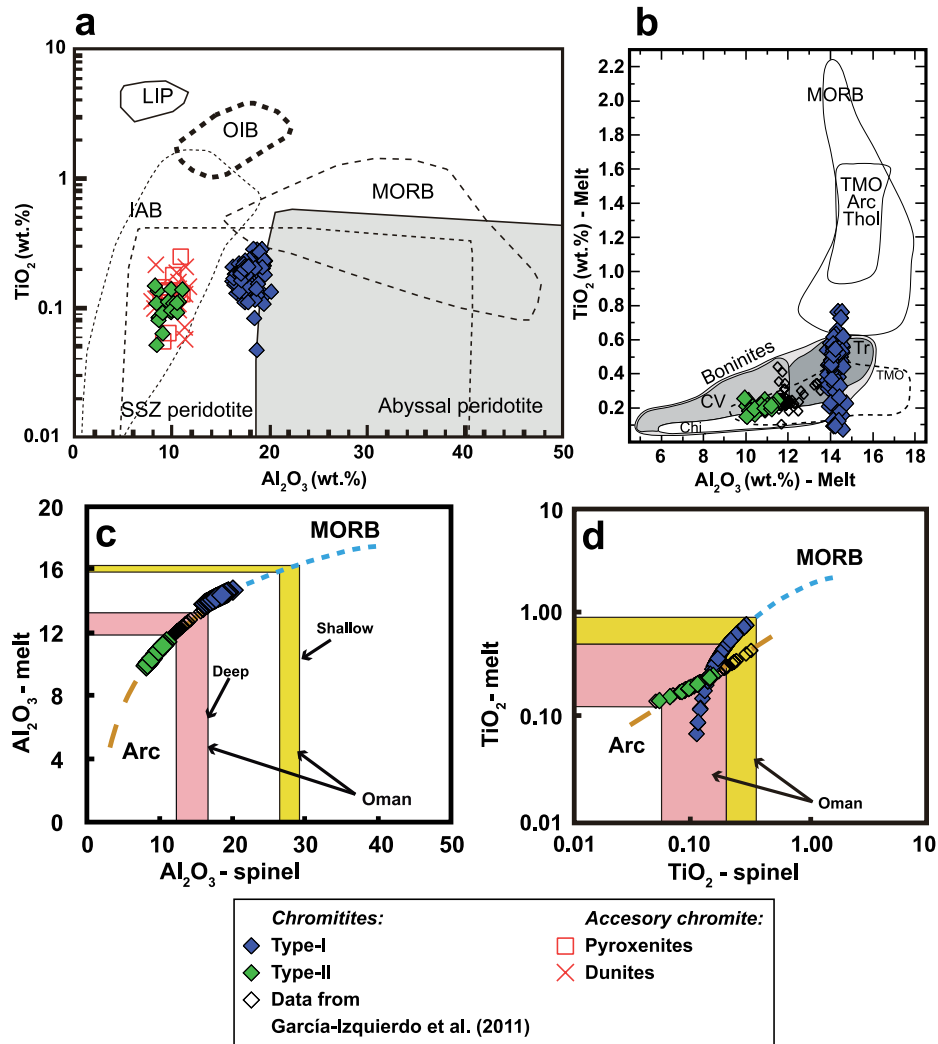 a
TiO2 (wt.%)
10
1
0.1
0.01
LIP
OIB
IAB
MORB
SSZ peridotite
Abyssal peridotite
0 10 20 30 40 50
Al2O3 (wt.%)
b
TiO2 (wt.%) - Melt
2.2
2.0
1.8
1.6
1.4
1.2
1.0
0.8
0.6
0.4
0.2
MORB
TMO
Arc
Thol
Boninites
Tr
TMO
CV
Chi
6 8 10 12 14 16 18
Al2O3 (wt.%) - Melt
c
Al2O3 - melt
20
16
12
8
4
0
MORB
Shallow
Deep
Arc
Oman
0 10 20 30 40 50
Al2O3 - spinel
d
TiO2 - melt
10
1.00
0.10
0.01
MORB
Arc
Oman
0.01 0.10 1.00 10
TiO2 - spinel
Chromitites:
Type-I
Type-II
Data from
García-Izquierdo et al. (2011)
Accesory chromite:
Pyroxenites
Dunites